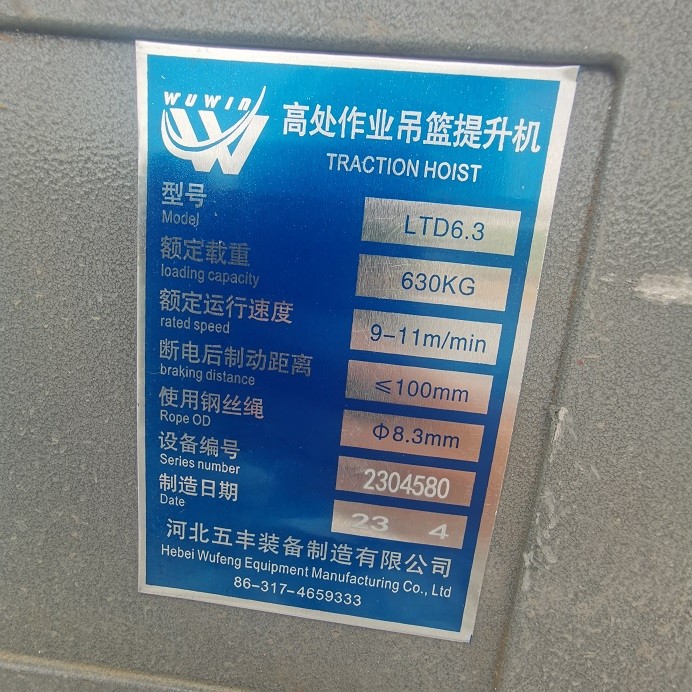 WUWIN
高处作业吊篮提升机
TRACTION HOIST
型号
Model
LTD6.3
额定载重
loading capacity
630KG
额定运行速度
rated speed
9-11m/min
断电后制动距离
braking distance
≤100mm
使用钢丝绳
Rope OD
Φ8.3mm
设备编号
Series number
2304580
制造日期
Date
23 4
河北五丰装备制造有限公司
Hebei Wufeng Equipment Manufacturing Co., Ltd
86-317-4659333